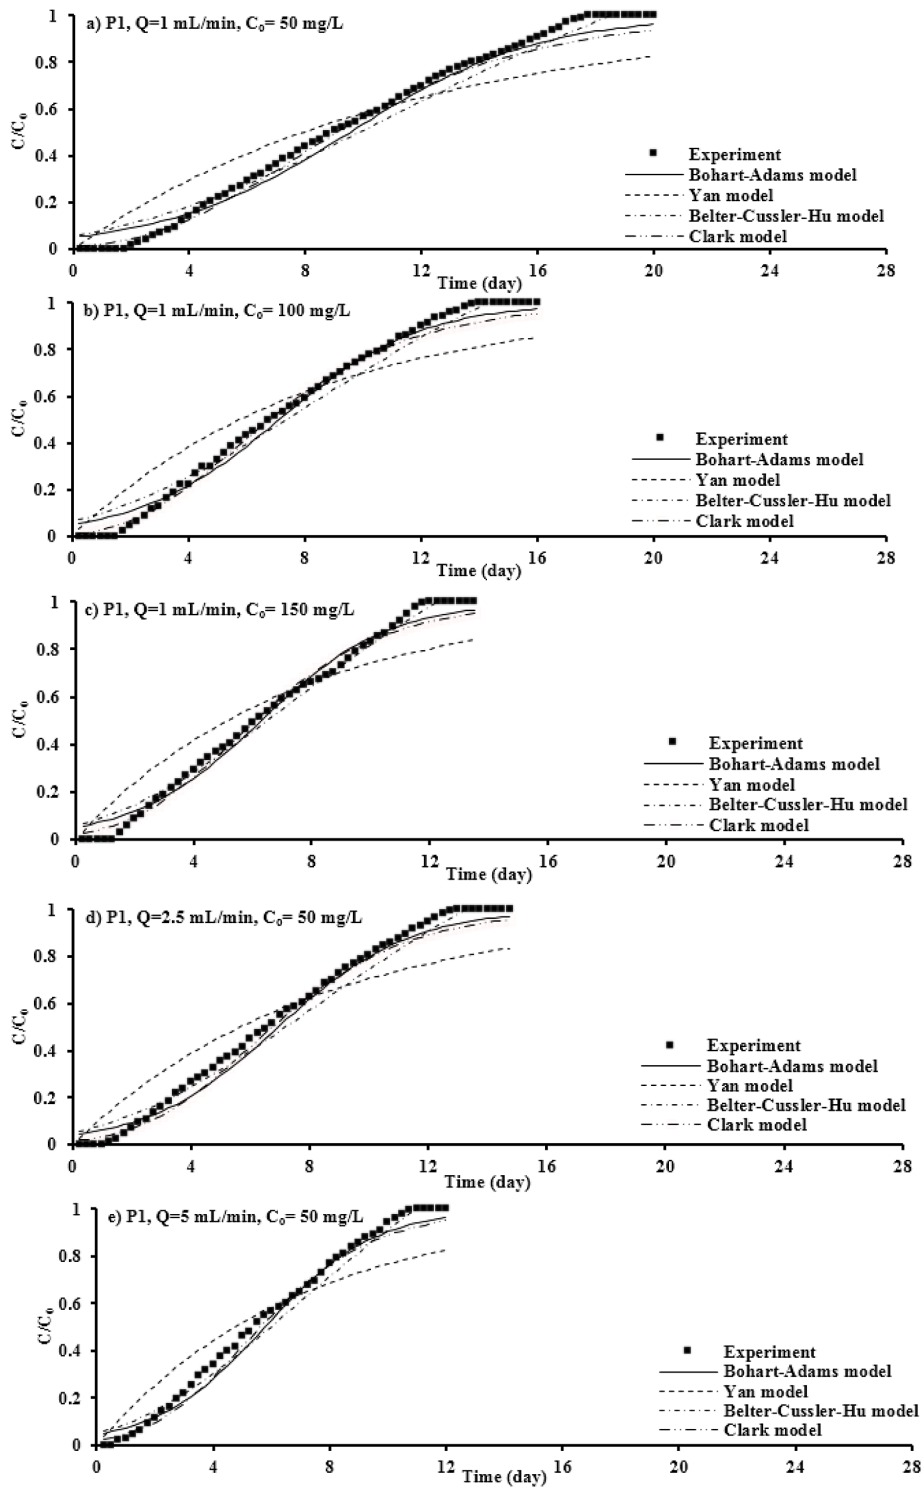 a) P1, Q=1 mL/min, C₀= 50 mg/L
1
0.8
0.6
0.4
0.2
0
C/C₀
Experiment
Bohart-Adams model
Yan model
Belter-Cussler-Hu model
Clark model
0 4 8 12 16 20 24 28
Time (day)
b) P1, Q=1 mL/min, C₀= 100 mg/L
1
0.8
0.6
0.4
0.2
0
C/C₀
Experiment
Bohart-Adams model
Yan model
Belter-Cussler-Hu model
Clark model
0 4 8 12 16 20 24 28
Time (day)
c) P1, Q=1 mL/min, C₀= 150 mg/L
1
0.8
0.6
0.4
0.2
0
C/C₀
Experiment
Bohart-Adams model
Yan model
Belter-Cussler-Hu model
Clark model
0 4 8 12 16 20 24 28
Time (day)
d) P1, Q=2.5 mL/min, C₀= 50 mg/L
1
0.8
0.6
0.4
0.2
0
C/C₀
Experiment
Bohart-Adams model
Yan model
Belter-Cussler-Hu model
Clark model
0 4 8 12 16 20 24 28
Time (day)
e) P1, Q=5 mL/min, C₀= 50 mg/L
1
0.8
0.6
0.4
0.2
0
C/C₀
Experiment
Bohart-Adams model
Yan model
Belter-Cussler-Hu model
Clark model
0 4 8 12 16 20 24 28
Time (day)